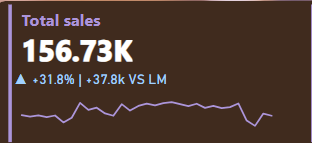 Total sales
156.73K
▲ +31.8% | +37.8k VS LM